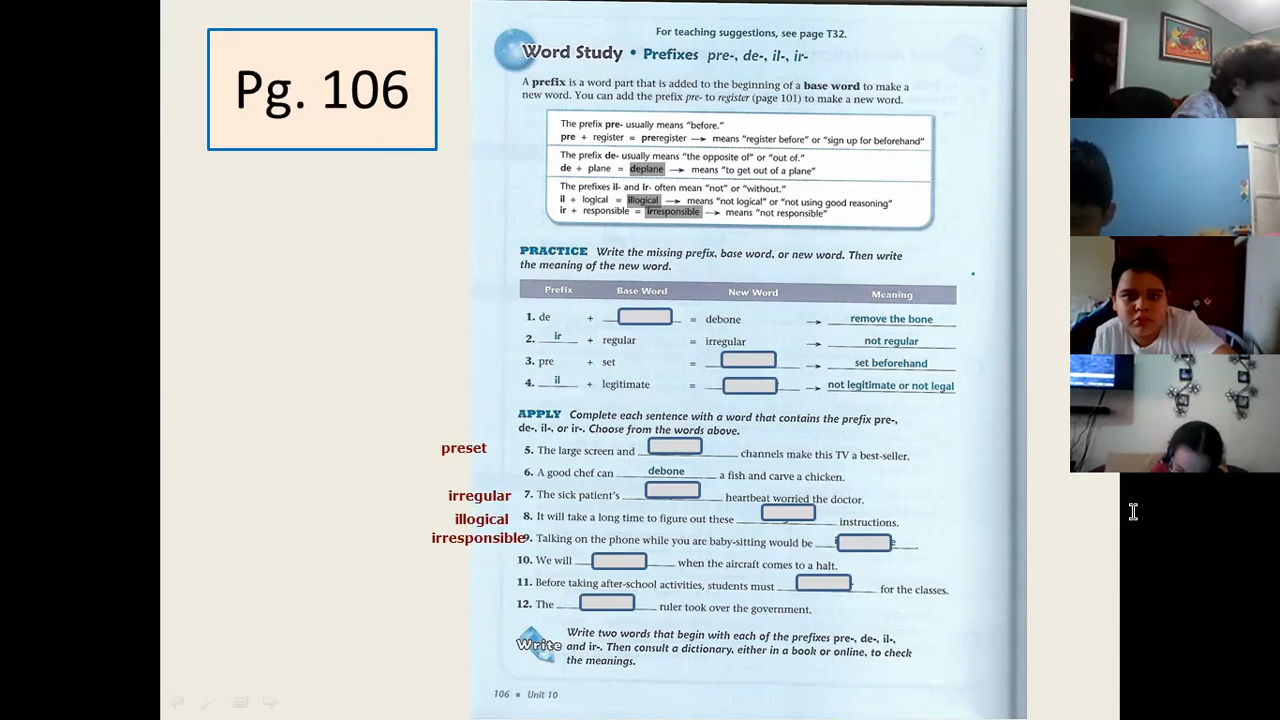 Pg. 106
For teaching suggestions, see page T32.
Word Study • Prefixes pre-, de-, il-, ir-
A prefix is a word part that is added to the beginning of a base word to make a
new word. You can add the prefix pre- to register (page 101) to make a new word.
The prefix pre- usually means "before."
pre + register = preregister → means "register before" or "sign up for beforehand"
The prefix de- usually means "the opposite of" or "out of."
de + plane = deplane → means "to get out of a plane"
The prefixes il- and ir- often mean "not" or "without."
il + logical = illogical → means "not logical" or "not using good reasoning"
ir + responsible = irresponsible → means "not responsible"
PRACTICE Write the missing prefix, base word, or new word. Then write
the meaning of the new word.
Prefix Base Word New Word Meaning
1. de + = debone → remove the bone
2. ir + regular = irregular → not regular
3. pre + set = → set beforehand
4. il + legitimate = → not legitimate or not legal
APPLY Complete each sentence with a word that contains the prefix pre-,
de-, il-, or ir-. Choose from the words above.
preset 5. The large screen and channels make this TV a best-seller.
6. A good chef can debone a fish and carve a chicken.
irregular 7. The sick patient's heartbeat worried the doctor.
illogical 8. It will take a long time to figure out these instructions.
irresponsible 9. Talking on the phone while you are baby-sitting would be
10. We will when the aircraft comes to a halt.
11. Before taking after-school activities, students must for the classes.
12. The ruler took over the government.
Write Write two words that begin with each of the prefixes pre-, de-, il-,
and ir-. Then consult a dictionary, either in a book or online, to check
the meanings.
106 ■ Unit 10